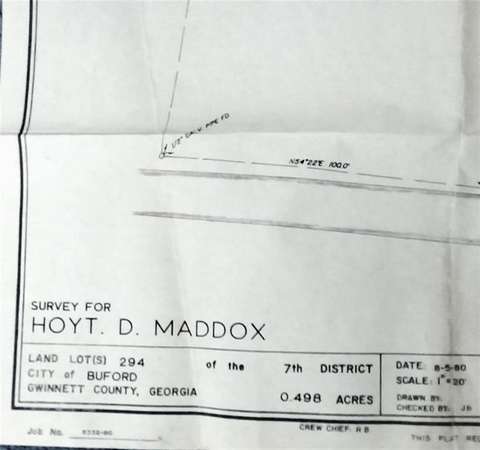 1/2" GALV. PIPE FD.
N54°22'E 100.0'
SURVEY FOR
HOYT. D. MADDOX
LAND LOT(S) 294 of the 7th DISTRICT
CITY of BUFORD
GWINNETT COUNTY, GEORGIA 0.498 ACRES
DATE: 8-5-80
SCALE: 1"=20'
DRAWN BY:
CHECKED BY: JB
Job No.
CREW CHIEF: R B
THIS PLAT